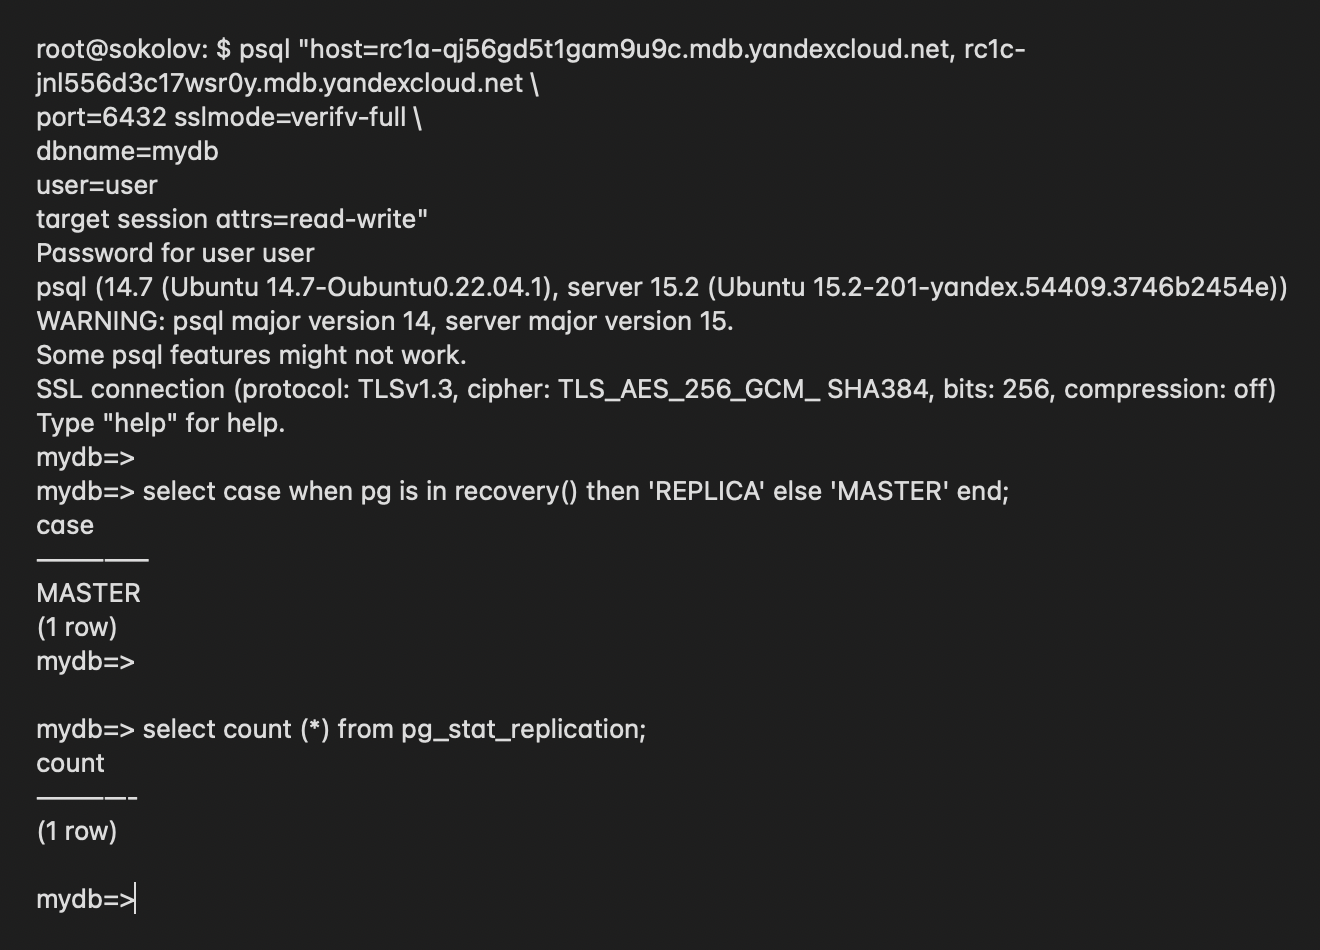 root@sokolov: $ psql "host=rc1a-qj56gd5t1gam9u9c.mdb.yandexcloud.net, rc1c-
jnl556d3c17wsr0y.mdb.yandexcloud.net \
port=6432 sslmode=verifv-full \
dbname=mydb
user=user
target session attrs=read-write"
Password for user user
psql (14.7 (Ubuntu 14.7-Oubuntu0.22.04.1), server 15.2 (Ubuntu 15.2-201-yandex.54409.3746b2454e))
WARNING: psql major version 14, server major version 15.
Some psql features might not work.
SSL connection (protocol: TLSv1.3, cipher: TLS_AES_256_GCM_ SHA384, bits: 256, compression: off)
Type "help" for help.
mydb=>
mydb=> select case when pg is in recovery() then 'REPLICA' else 'MASTER' end;
case
————-——
MASTER
(1 row)
mydb=>
mydb=> select count (*) from pg_stat_replication;
count
————-—-
(1 row)
mydb=>